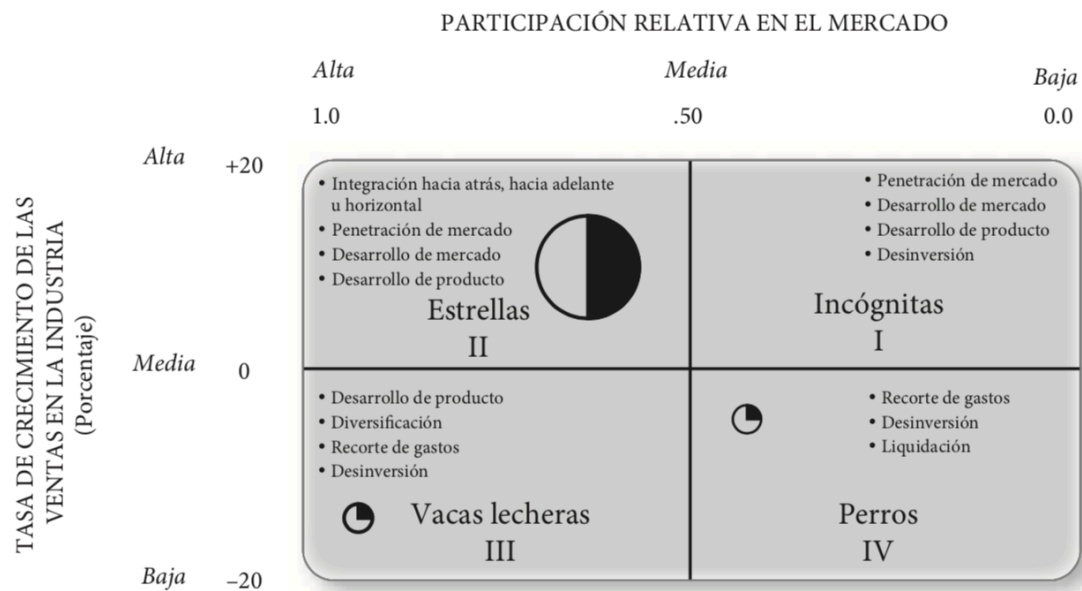 PARTICIPACIÓN RELATIVA EN EL MERCADO
Alta
Media
Baja
1.0
.50
0.0
TASA DE CRECIMIENTO DE LAS
VENTAS EN LA INDUSTRIA
(Porcentaje)
Alta
+20
Media
0
Baja
–20
• Integración hacia atrás, hacia adelante
u horizontal
• Penetración de mercado
• Desarrollo de mercado
• Desarrollo de producto
Estrellas
II
• Penetración de mercado
• Desarrollo de mercado
• Desarrollo de producto
• Desinversión
Incógnitas
I
• Desarrollo de producto
• Diversificación
• Recorte de gastos
• Desinversión
Vacas lecheras
III
• Recorte de gastos
• Desinversión
• Liquidación
Perros
IV